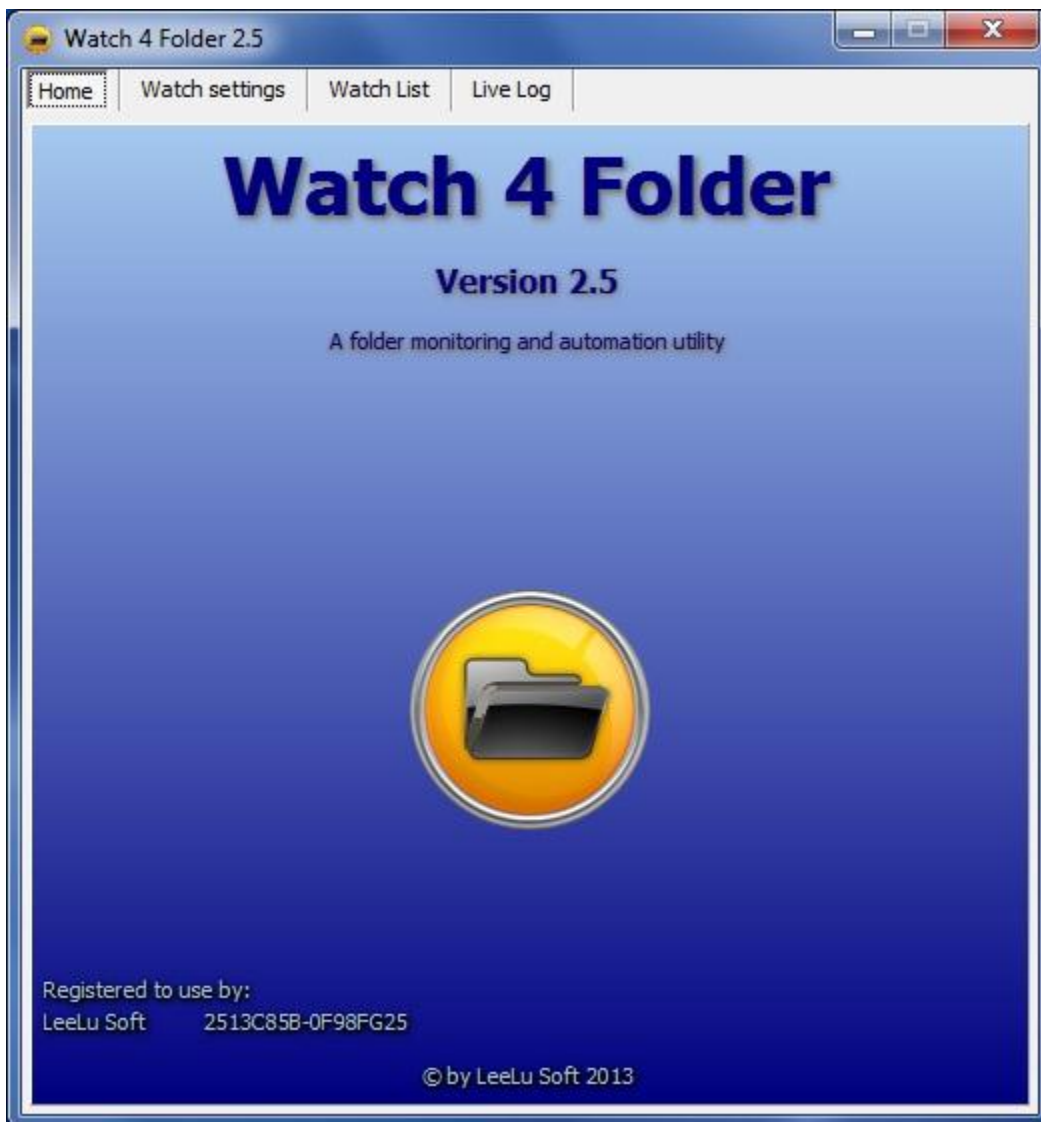 Watch 4 Folder 2.5
Home Watch settings Watch List Live Log
Watch 4 Folder
Version 2.5
A folder monitoring and automation utility
Registered to use by:
LeeLu Soft 2513C85B-0F98FG25
© by LeeLu Soft 2013